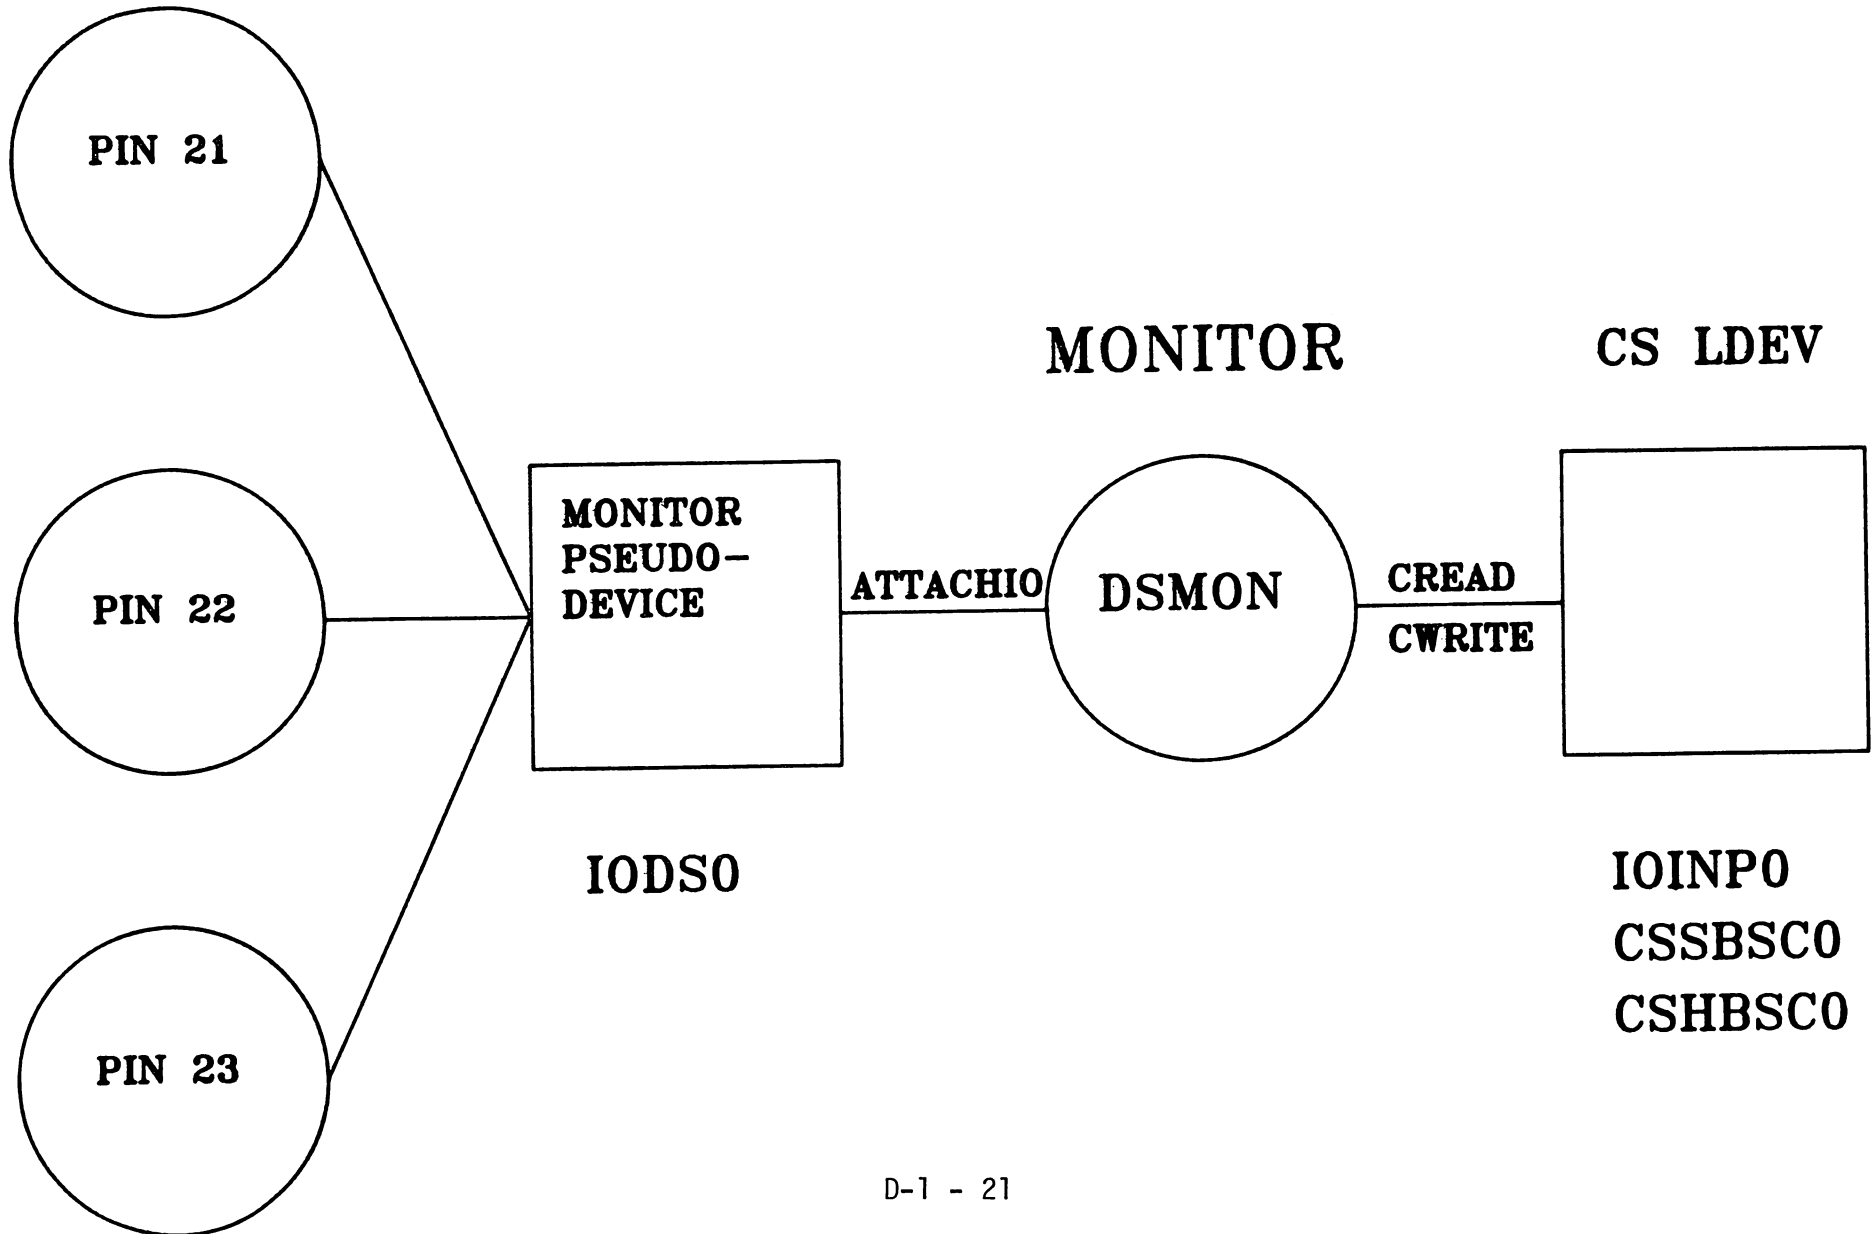 PIN 21
MONITOR
CS LDEV
MONITOR
PSEUDO-
DEVICE
ATTACHIO
DSMON
CREAD
CWRITE
PIN 22
IODS0
IOINP0
CSSBSC0
CSHBSC0
PIN 23
D-1 - 21